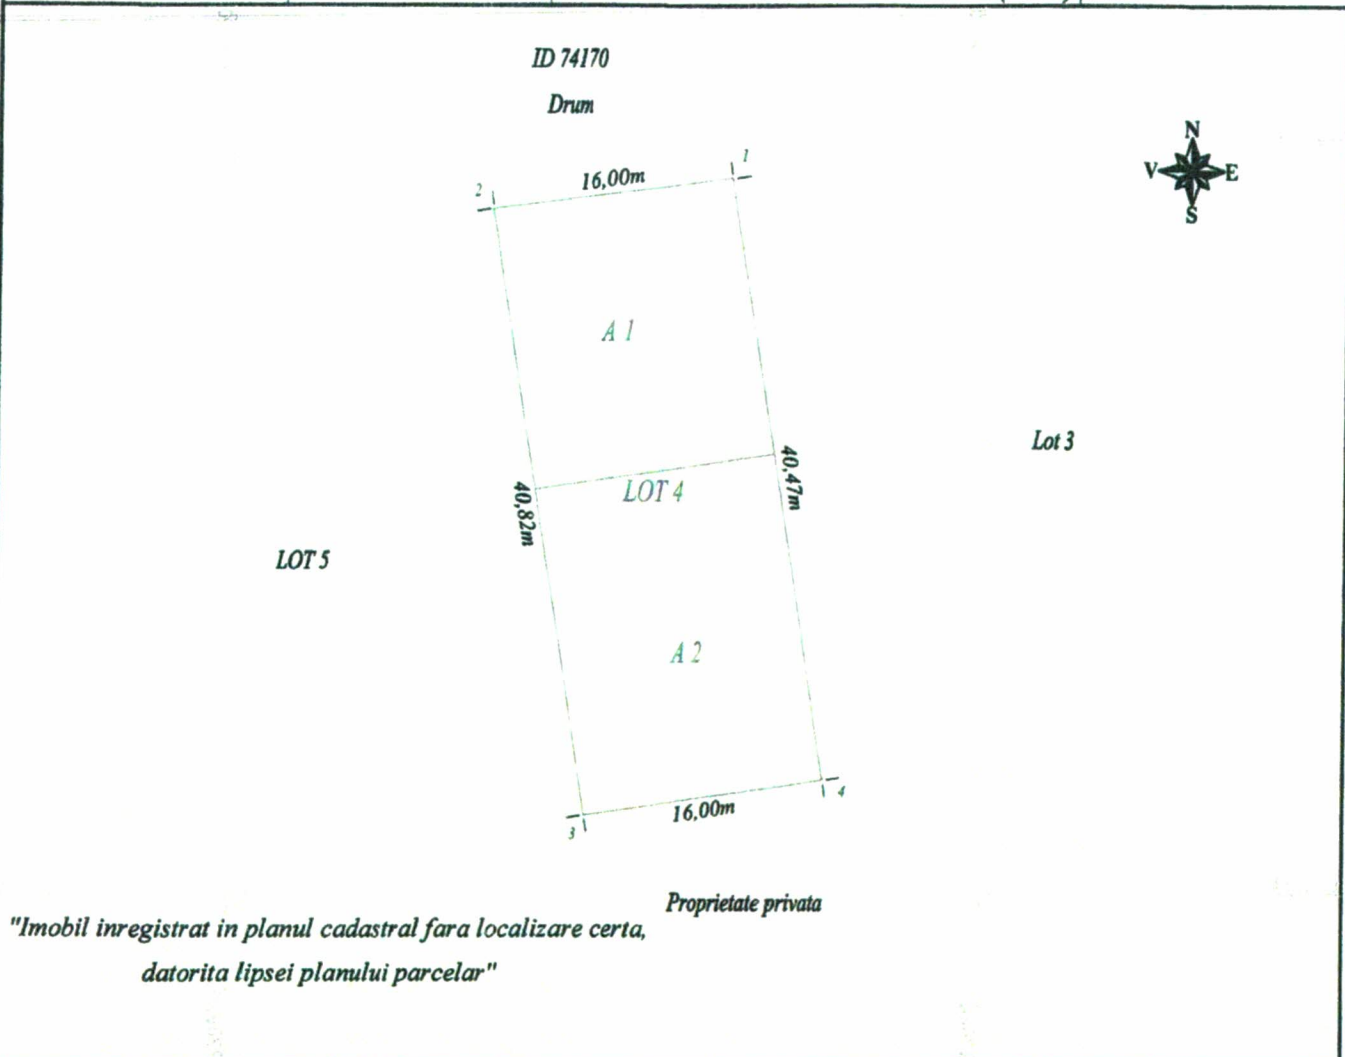 ID 74170
Drum
N
V E
S
1
2
16,00m
A 1
Lot 3
40,47m
LOT 4
40,82m
LOT 5
A 2
4
16,00m
3
Proprietate privata
"Imobil inregistrat in planul cadastral fara localizare certa,
datorita lipsei planului parcelar"